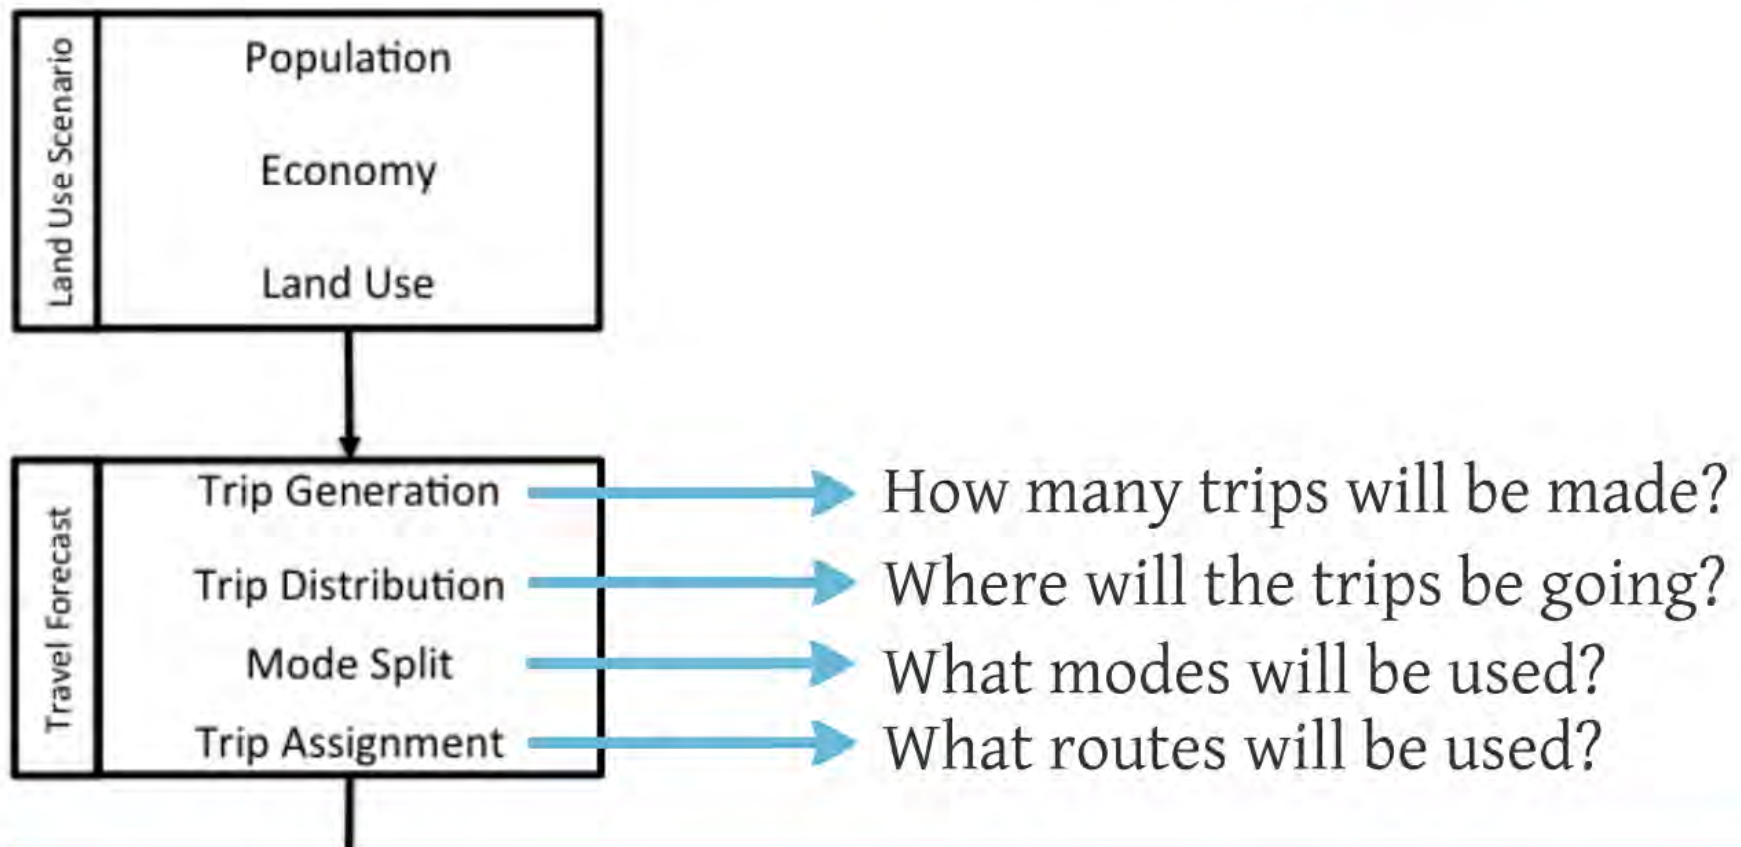 Land Use Scenario
Population
Economy
Land Use
Travel Forecast
Trip Generation
How many trips will be made?
Trip Distribution
Where will the trips be going?
Mode Split
What modes will be used?
Trip Assignment
What routes will be used?